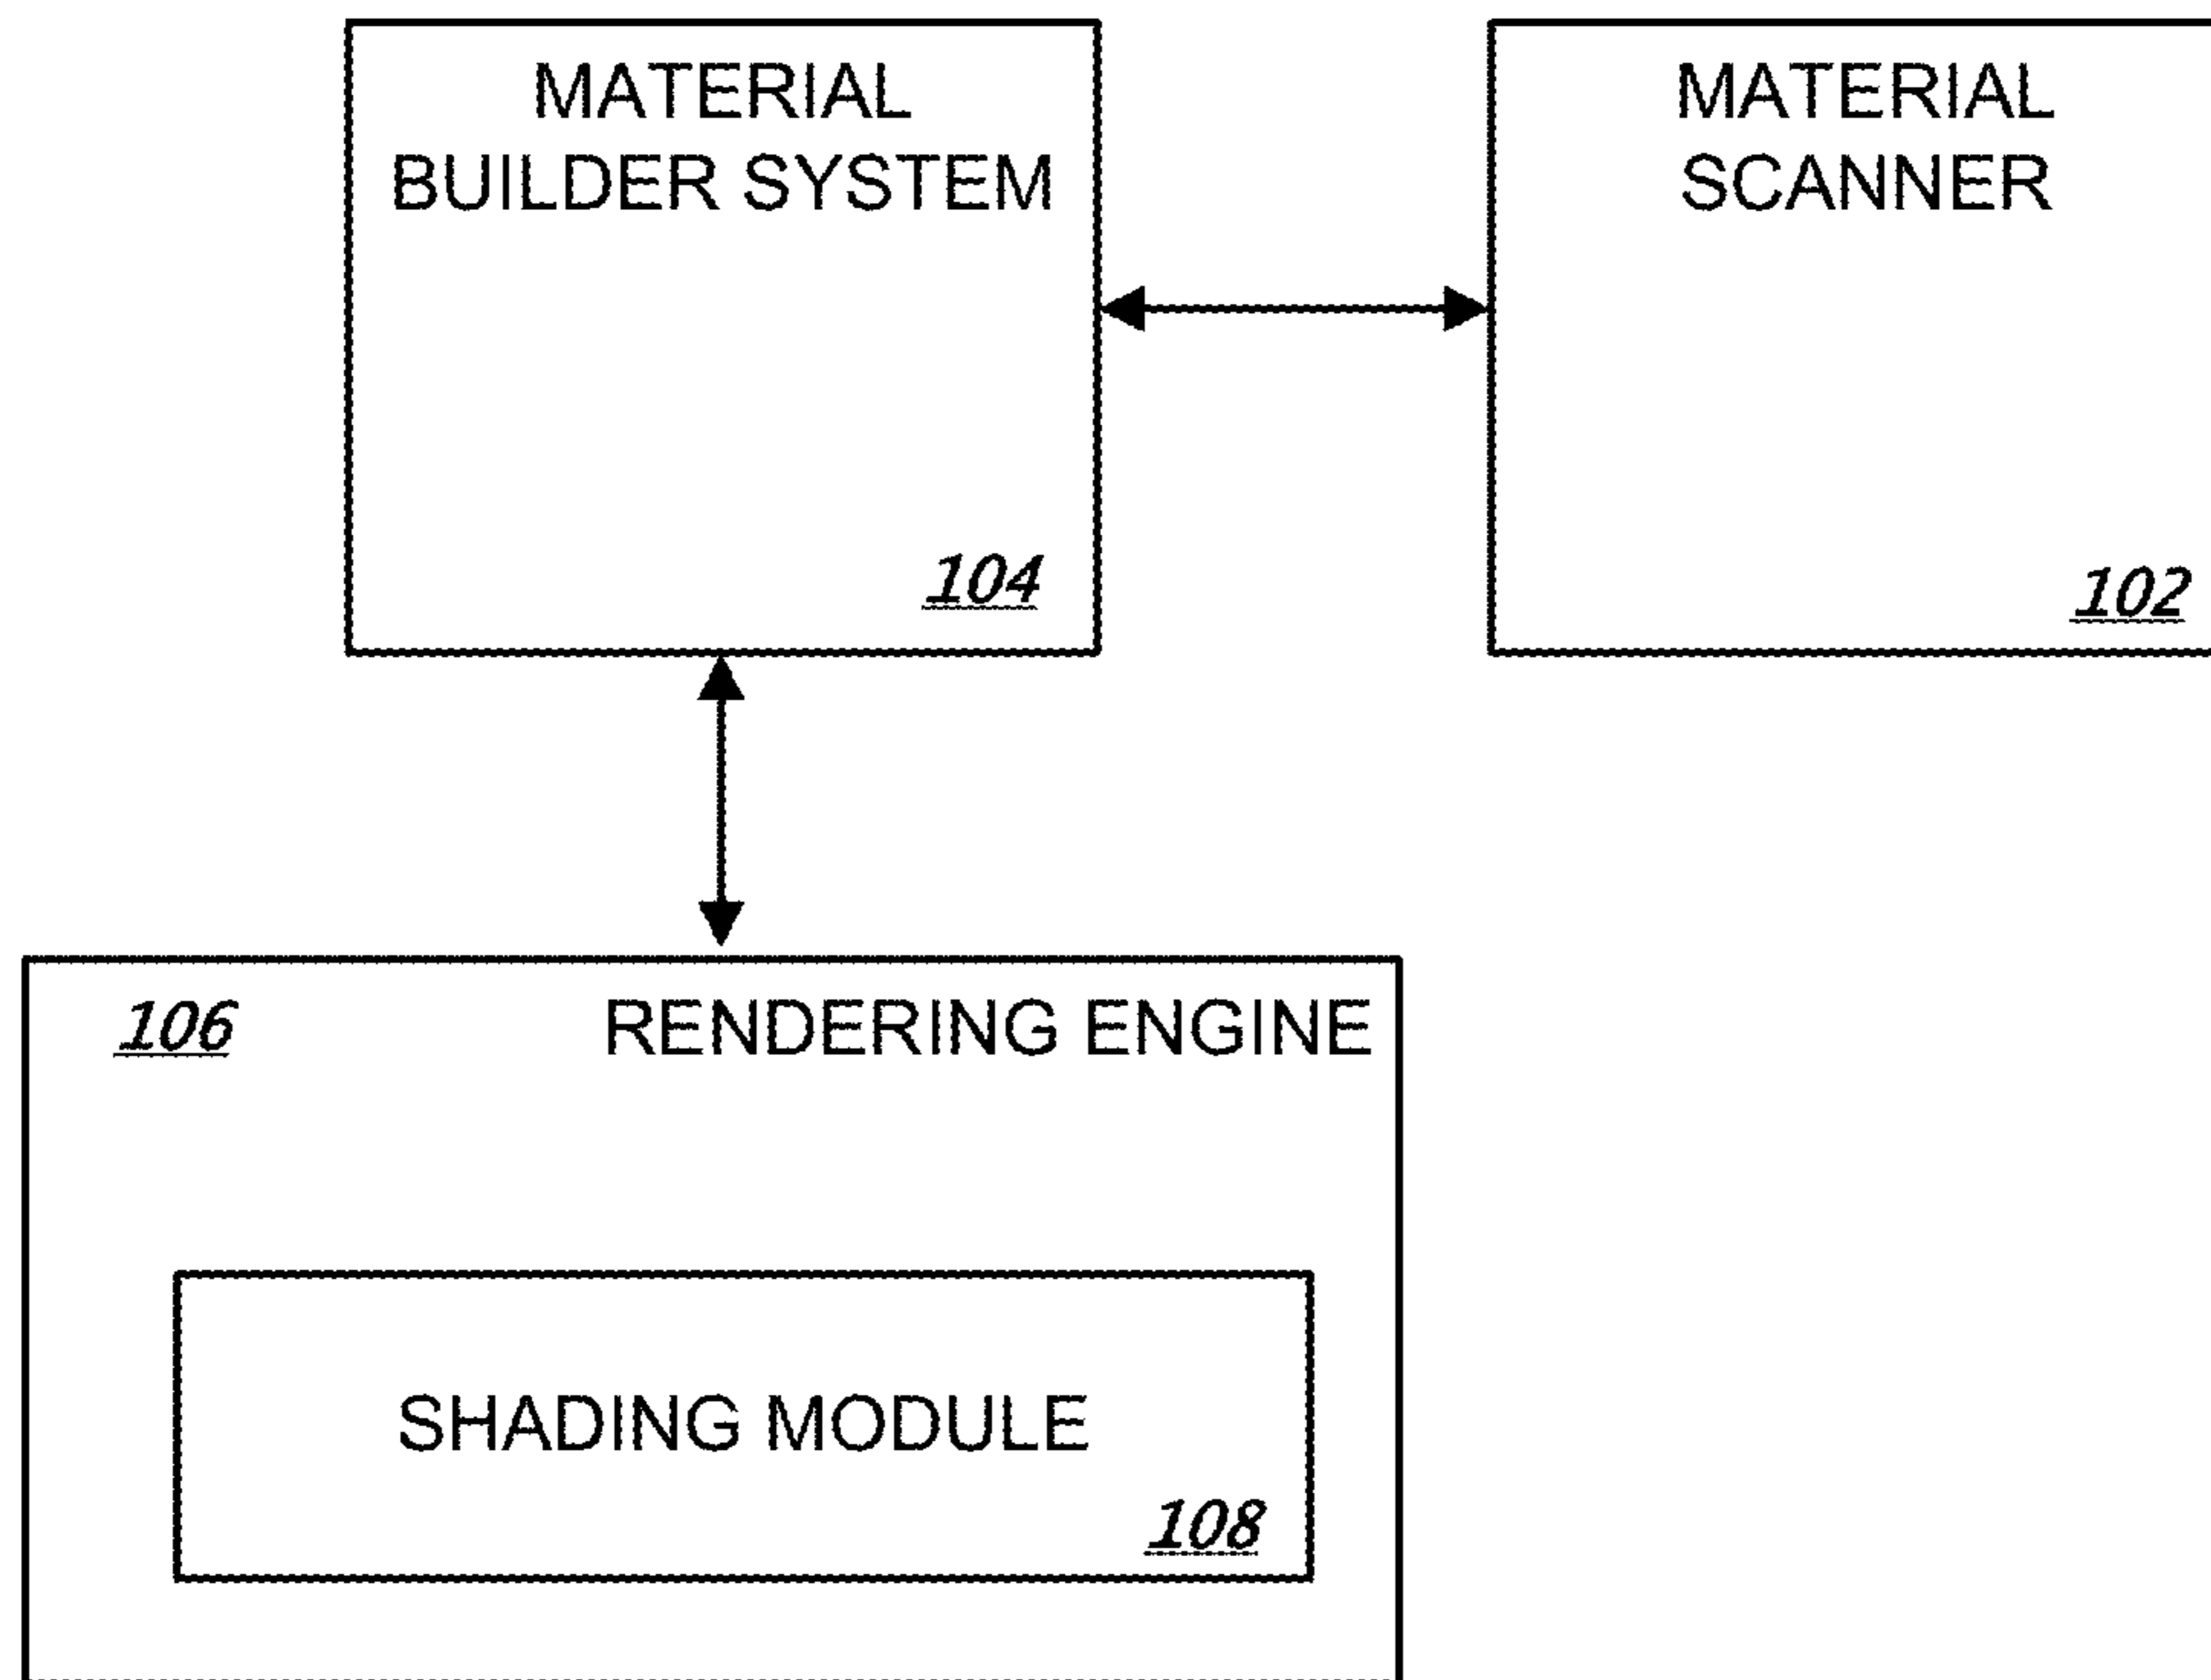 MATERIAL
BUILDER SYSTEM
104
MATERIAL
SCANNER
102
106
RENDERING ENGINE
SHADING MODULE
108